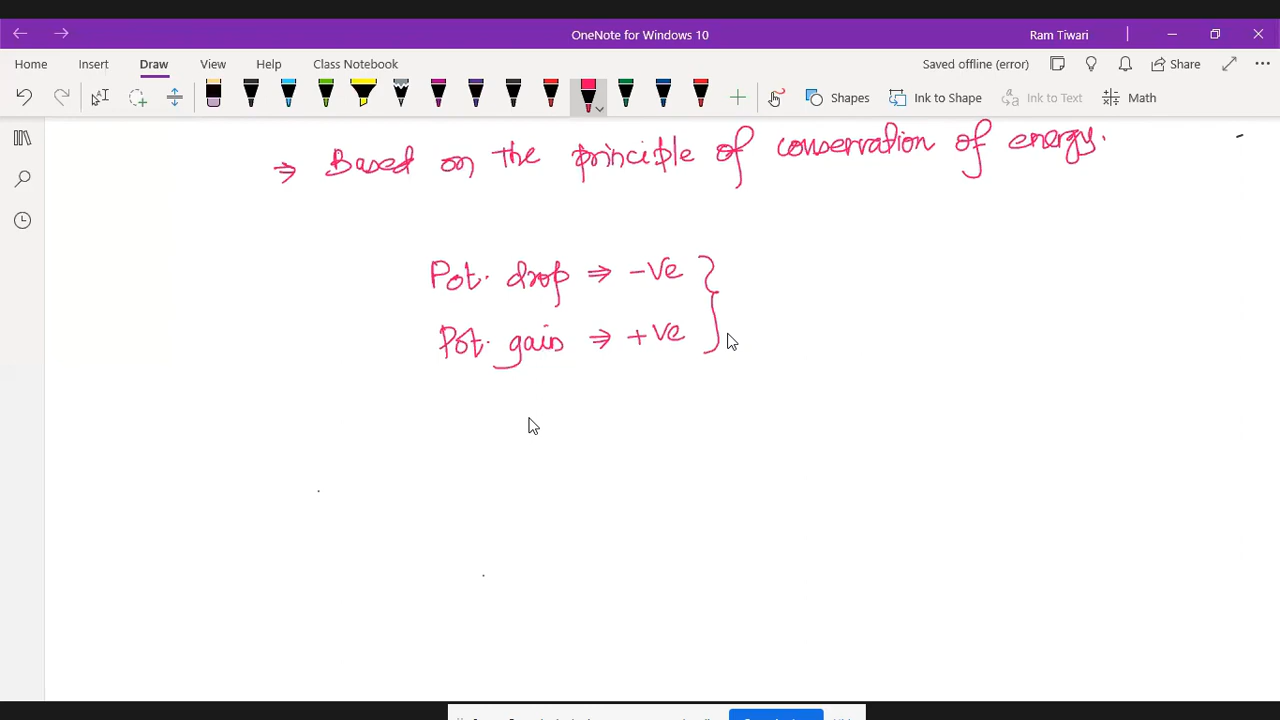 OneNote for Windows 10
Ram Tiwari
Home Insert Draw View Help Class Notebook
Saved offline (error) Share
Shapes Ink to Shape Ink to Text Math
⇒ Based on the principle of conservation of energy.
Pot. drop ⇒ -ve
Pot. gain ⇒ +ve